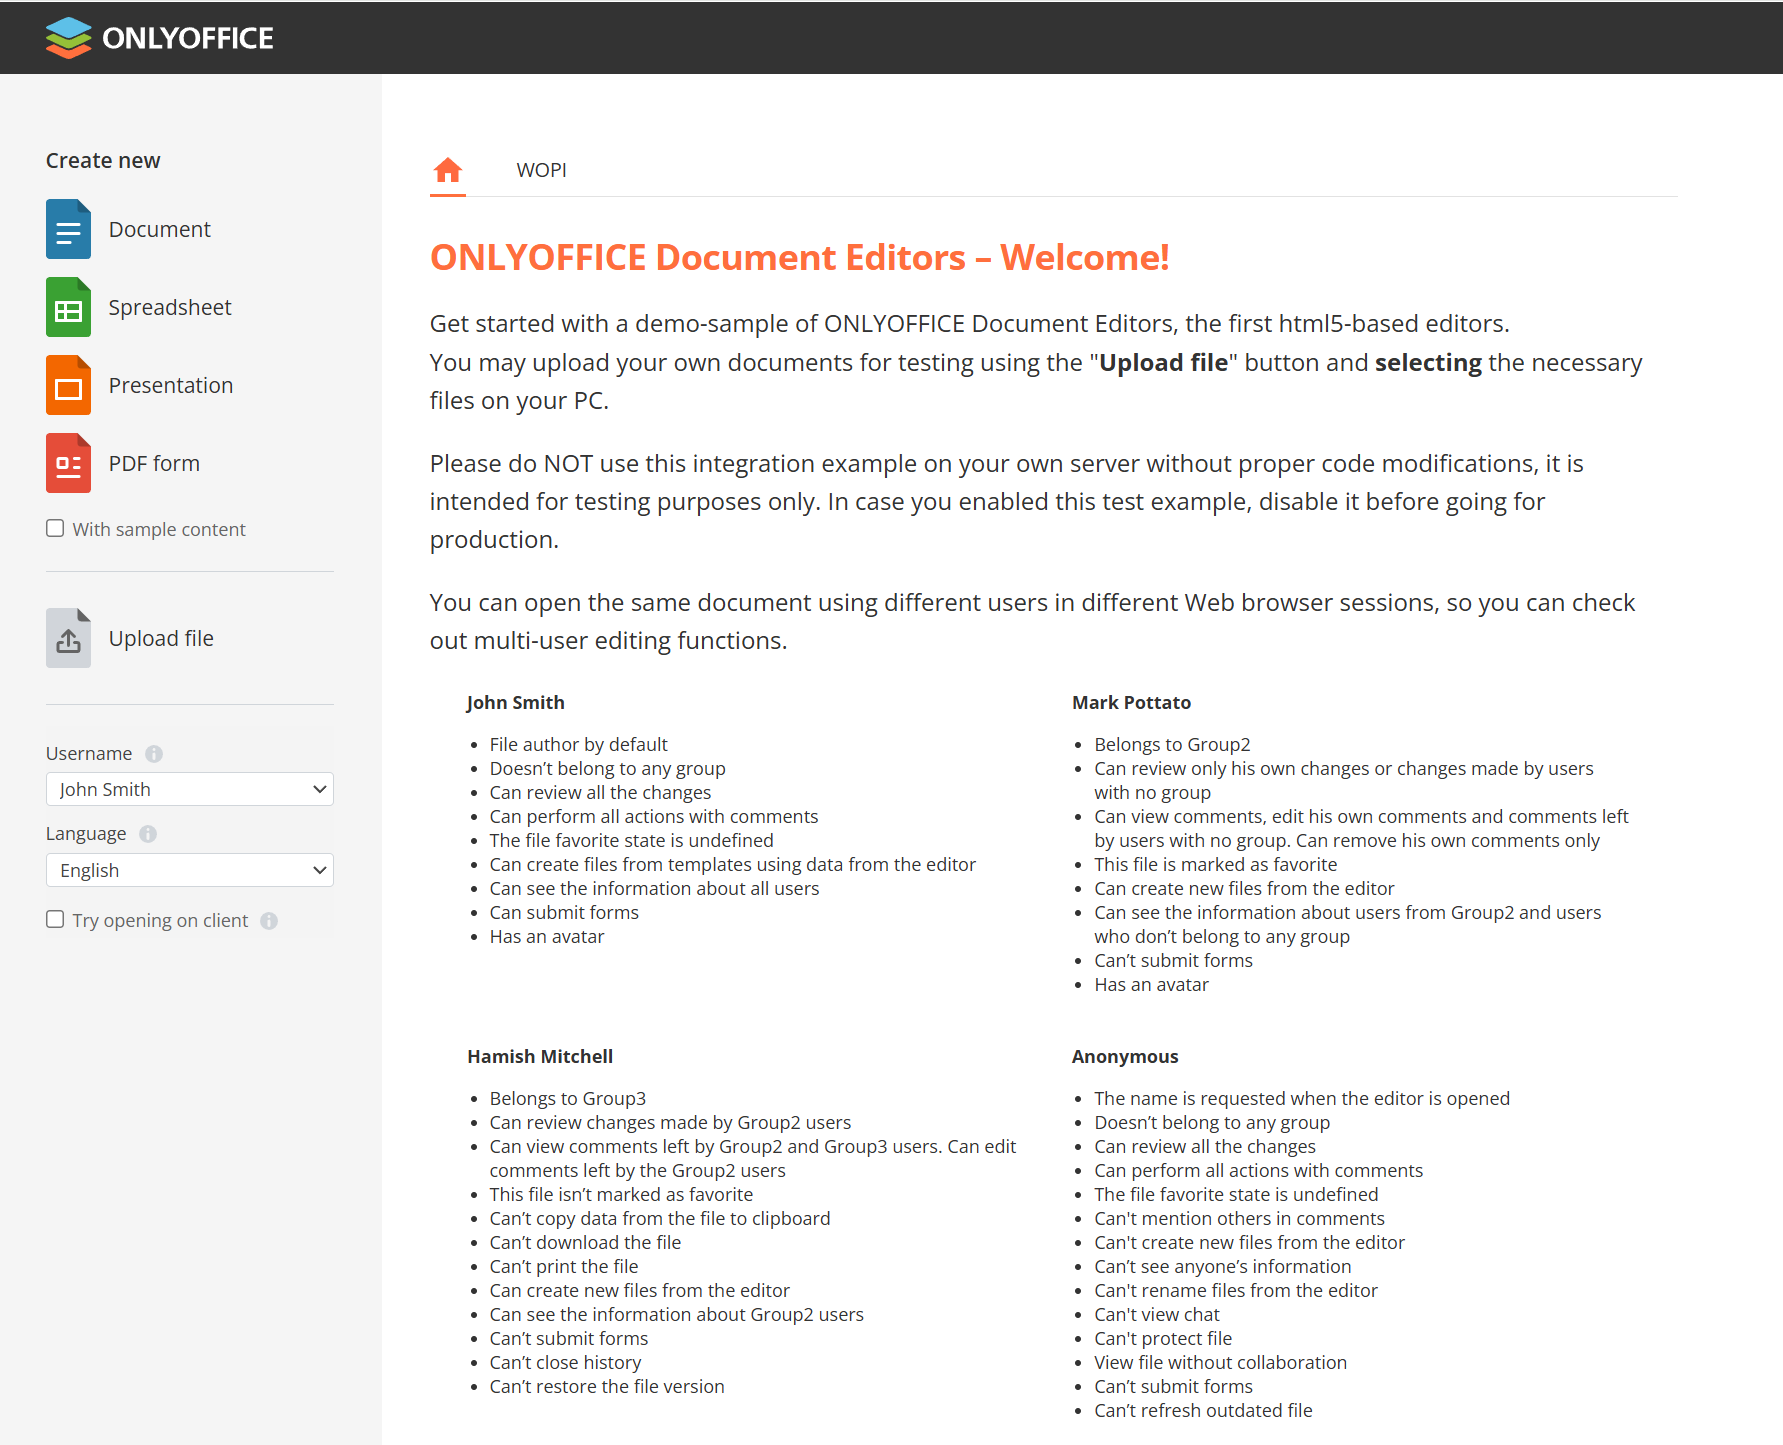 ONLYOFFICE
Create new
Document
Spreadsheet
Presentation
PDF form
With sample content
Upload file
Username
John Smith
Language
English
Try opening on client
WOPI
ONLYOFFICE Document Editors – Welcome!
Get started with a demo-sample of ONLYOFFICE Document Editors, the first html5-based editors.
You may upload your own documents for testing using the "Upload file" button and selecting the necessary
files on your PC.
Please do NOT use this integration example on your own server without proper code modifications, it is
intended for testing purposes only. In case you enabled this test example, disable it before going for
production.
You can open the same document using different users in different Web browser sessions, so you can check
out multi-user editing functions.
John Smith
File author by default
Doesn’t belong to any group
Can review all the changes
Can perform all actions with comments
The file favorite state is undefined
Can create files from templates using data from the editor
Can see the information about all users
Can submit forms
Has an avatar
Mark Pottato
Belongs to Group2
Can review only his own changes or changes made by users
with no group
Can view comments, edit his own comments and comments left
by users with no group. Can remove his own comments only
This file is marked as favorite
Can create new files from the editor
Can see the information about users from Group2 and users
who don’t belong to any group
Can’t submit forms
Has an avatar
Hamish Mitchell
Belongs to Group3
Can review changes made by Group2 users
Can view comments left by Group2 and Group3 users. Can edit
comments left by the Group2 users
This file isn’t marked as favorite
Can’t copy data from the file to clipboard
Can’t download the file
Can’t print the file
Can create new files from the editor
Can see the information about Group2 users
Can’t submit forms
Can’t close history
Can’t restore the file version
Anonymous
The name is requested when the editor is opened
Doesn’t belong to any group
Can review all the changes
Can perform all actions with comments
The file favorite state is undefined
Can't mention others in comments
Can't create new files from the editor
Can’t see anyone’s information
Can't rename files from the editor
Can't view chat
Can't protect file
View file without collaboration
Can’t submit forms
Can’t refresh outdated file